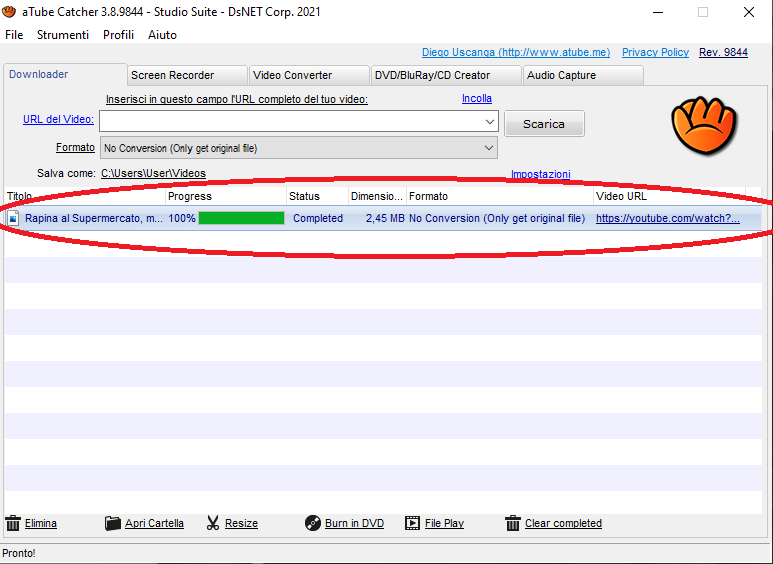 aTube Catcher 3.8.9844 - Studio Suite - DsNET Corp. 2021
File Strumenti Profili Aiuto
Diego Uscanga (http://www.atube.me) Privacy Policy Rev. 9844
Downloader Screen Recorder Video Converter DVD/BluRay/CD Creator Audio Capture
Inserisci in questo campo l'URL completo del tuo video: Incolla
URL del Video: Scarica
Formato No Conversion (Only get original file)
Salva come: C:\Users\User\Videos Impostazioni
Titolo Progress Status Dimensio... Formato Video URL
Rapina al Supermercato, m... 100% Completed 2,45 MB No Conversion (Only get original file) https://youtube.com/watch?...
Elimina Apri Cartella Resize Burn in DVD File Play Clear completed
Pronto!